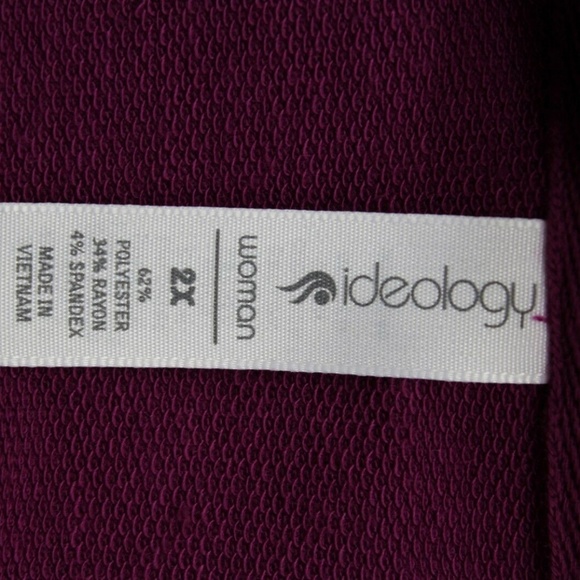 ideology
woman
2X
62%
POLYESTER
34% RAYON
4% SPANDEX
MADE IN
VIETNAM